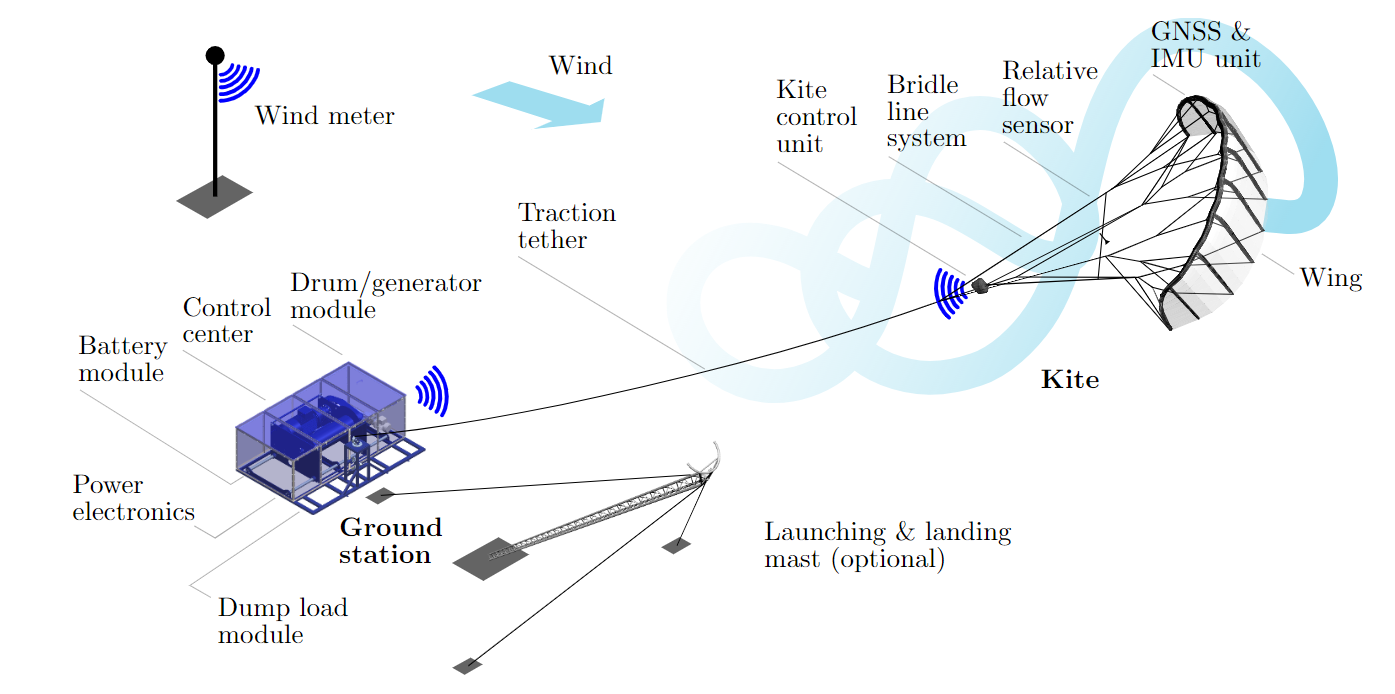 GNSS &
IMU unit
Wind
Relative
flow
sensor
Bridle
line
system
Kite
control
unit
Wind meter
Traction
tether
Wing
Drum/generator
module
Control
center
Battery
module
Kite
Power
electronics
Ground
station
Launching & landing
mast (optional)
Dump load
module